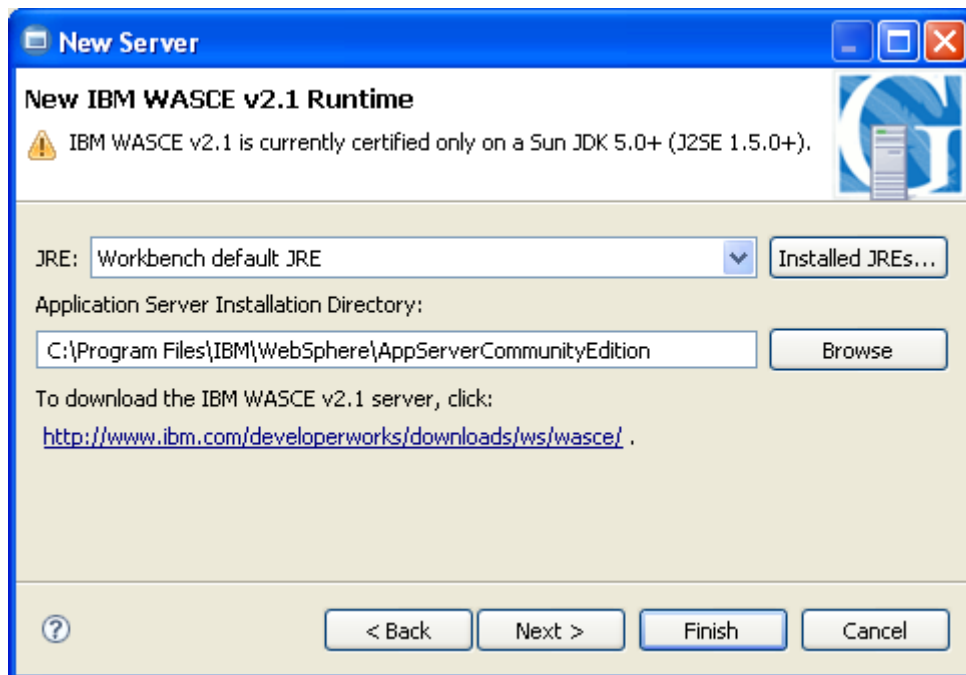 New Server
New IBM WASCE v2.1 Runtime
IBM WASCE v2.1 is currently certified only on a Sun JDK 5.0+ (J2SE 1.5.0+).
G
JRE: Workbench default JRE Installed JREs...
Application Server Installation Directory:
C:\Program Files\IBM\WebSphere\AppServerCommunityEdition Browse
To download the IBM WASCE v2.1 server, click:
http://www.ibm.com/developerworks/downloads/ws/wasce/ .
? < Back Next > Finish Cancel